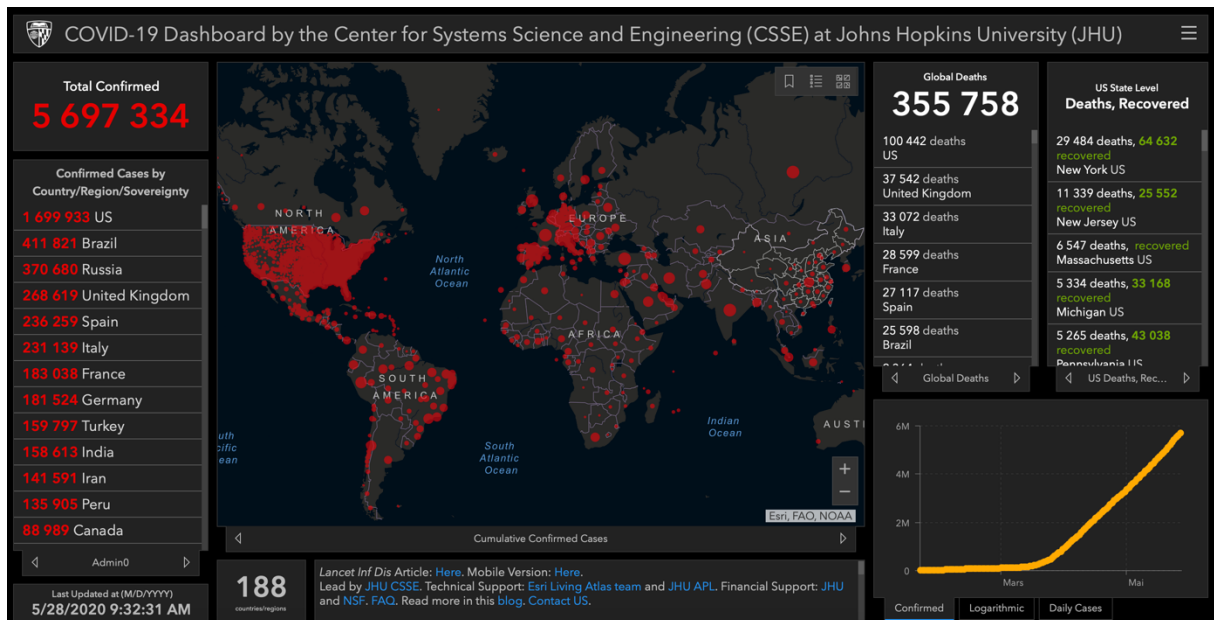 COVID-19 Dashboard by the Center for Systems Science and Engineering (CSSE) at Johns Hopkins University (JHU)
Total Confirmed
5 697 334
Confirmed Cases by
Country/Region/Sovereignty
1 699 933 US
411 821 Brazil
370 680 Russia
268 619 United Kingdom
236 259 Spain
231 139 Italy
183 038 France
181 524 Germany
159 797 Turkey
158 613 India
141 591 Iran
135 905 Peru
88 989 Canada
Admin0
Last Updated at (M/D/YYYY)
5/28/2020 9:32:31 AM
NORTH
AMERICA
EUROPE
ASIA
North
Atlantic
Ocean
AFRICA
SOUTH
AMERICA
Indian
Ocean
AUST
uth
cific
ean
South
Atlantic
Ocean
+
−
Esri, FAO, NOAA
Cumulative Confirmed Cases
188
countries/regions
Lancet Inf Dis Article: Here. Mobile Version: Here.
Lead by JHU CSSE. Technical Support: Esri Living Atlas team and JHU APL. Financial Support: JHU
and NSF. FAQ. Read more in this blog. Contact US.
Global Deaths
355 758
100 442 deaths
US
37 542 deaths
United Kingdom
33 072 deaths
Italy
28 599 deaths
France
27 117 deaths
Spain
25 598 deaths
Brazil
Global Deaths
US State Level
Deaths, Recovered
29 484 deaths, 64 632
recovered
New York US
11 339 deaths, 25 552
recovered
New Jersey US
6 547 deaths, recovered
Massachusetts US
5 334 deaths, 33 168
recovered
Michigan US
5 265 deaths, 43 038
recovered
Pennsylvania US
US Deaths, Rec...
6M
4M
2M
0
Mars
Mai
Confirmed
Logarithmic
Daily Cases